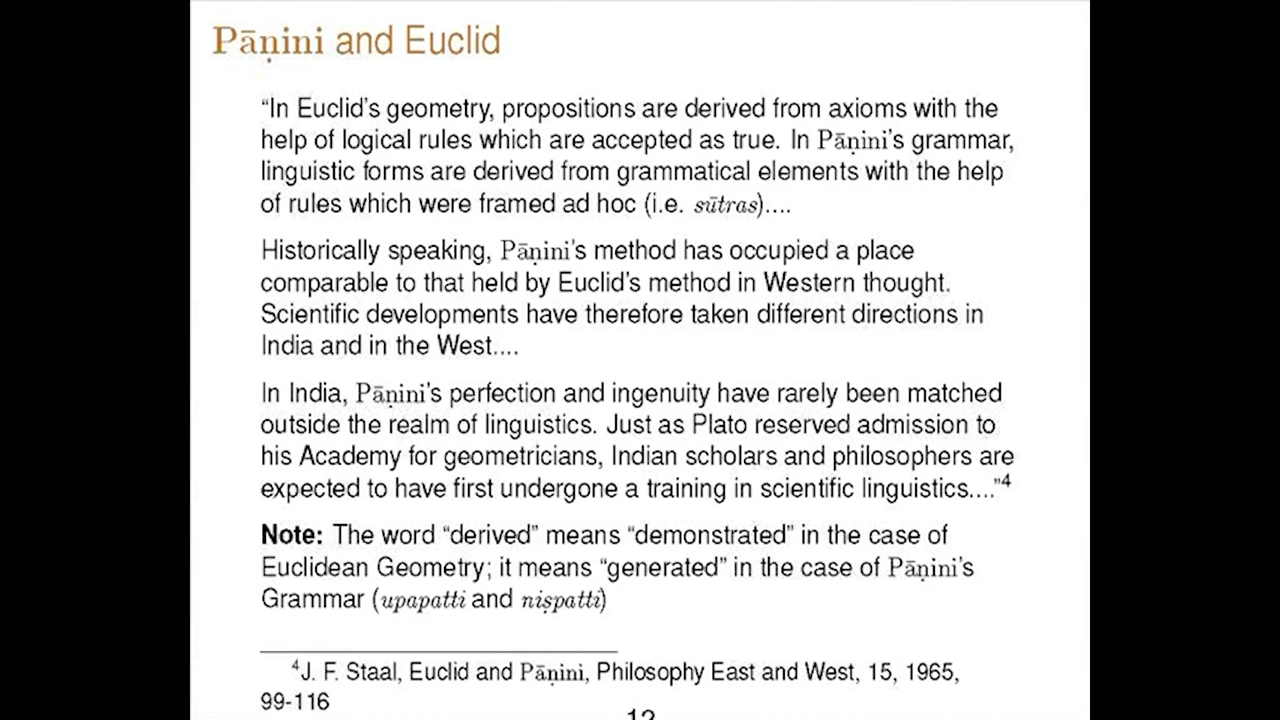 Pāṇini and Euclid
“In Euclid’s geometry, propositions are derived from axioms with the
help of logical rules which are accepted as true. In Pāṇini’s grammar,
linguistic forms are derived from grammatical elements with the help
of rules which were framed ad hoc (i.e. sūtras)....
Historically speaking, Pāṇini’s method has occupied a place
comparable to that held by Euclid’s method in Western thought.
Scientific developments have therefore taken different directions in
India and in the West....
In India, Pāṇini’s perfection and ingenuity have rarely been matched
outside the realm of linguistics. Just as Plato reserved admission to
his Academy for geometricians, Indian scholars and philosophers are
expected to have first undergone a training in scientific linguistics....”4
Note: The word “derived” means “demonstrated” in the case of
Euclidean Geometry; it means “generated” in the case of Pāṇini’s
Grammar (upapatti and niṣpatti)
4J. F. Staal, Euclid and Pāṇini, Philosophy East and West, 15, 1965,
99-116